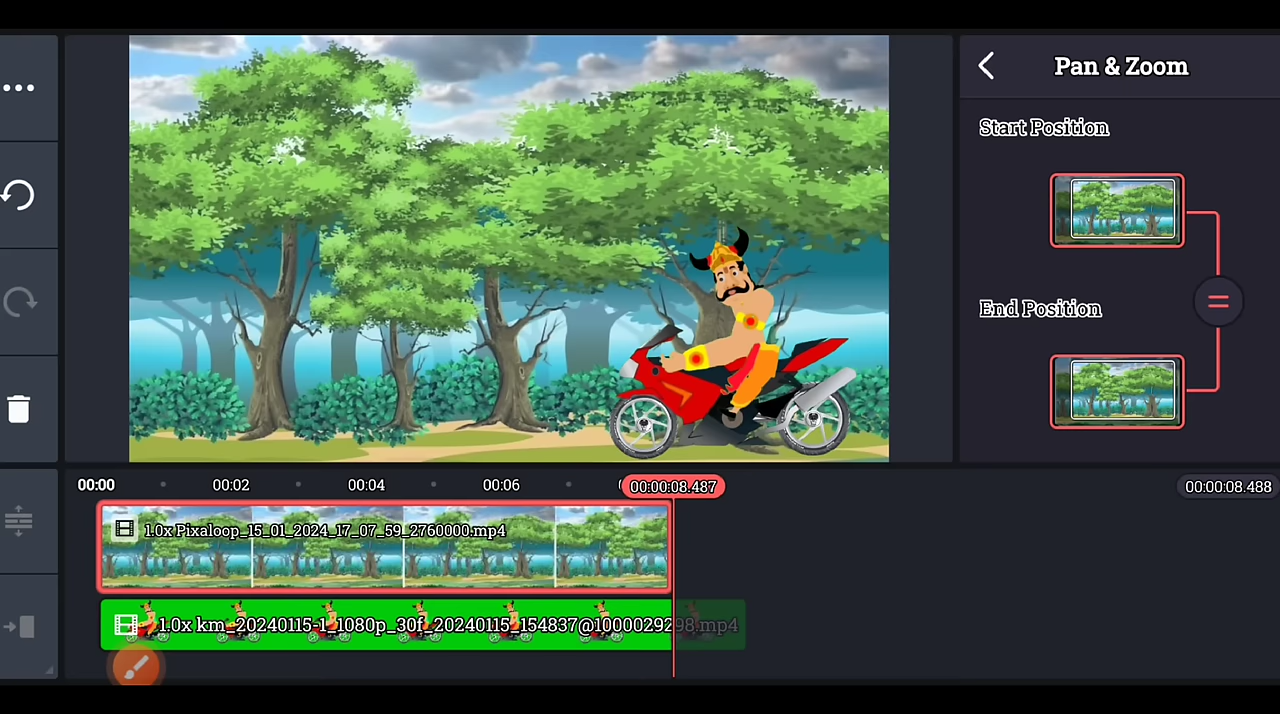 Pan & Zoom
Start Position
End Position
00:00
00:02
00:04
00:06
00:00:08.487
00:00:08.488
1.0x Pixaloop_15_01_2024_17_07_59_2760000.mp4
1.0x km_20240115-1_1080p_30f_20240115_154837@1000029298.mp4